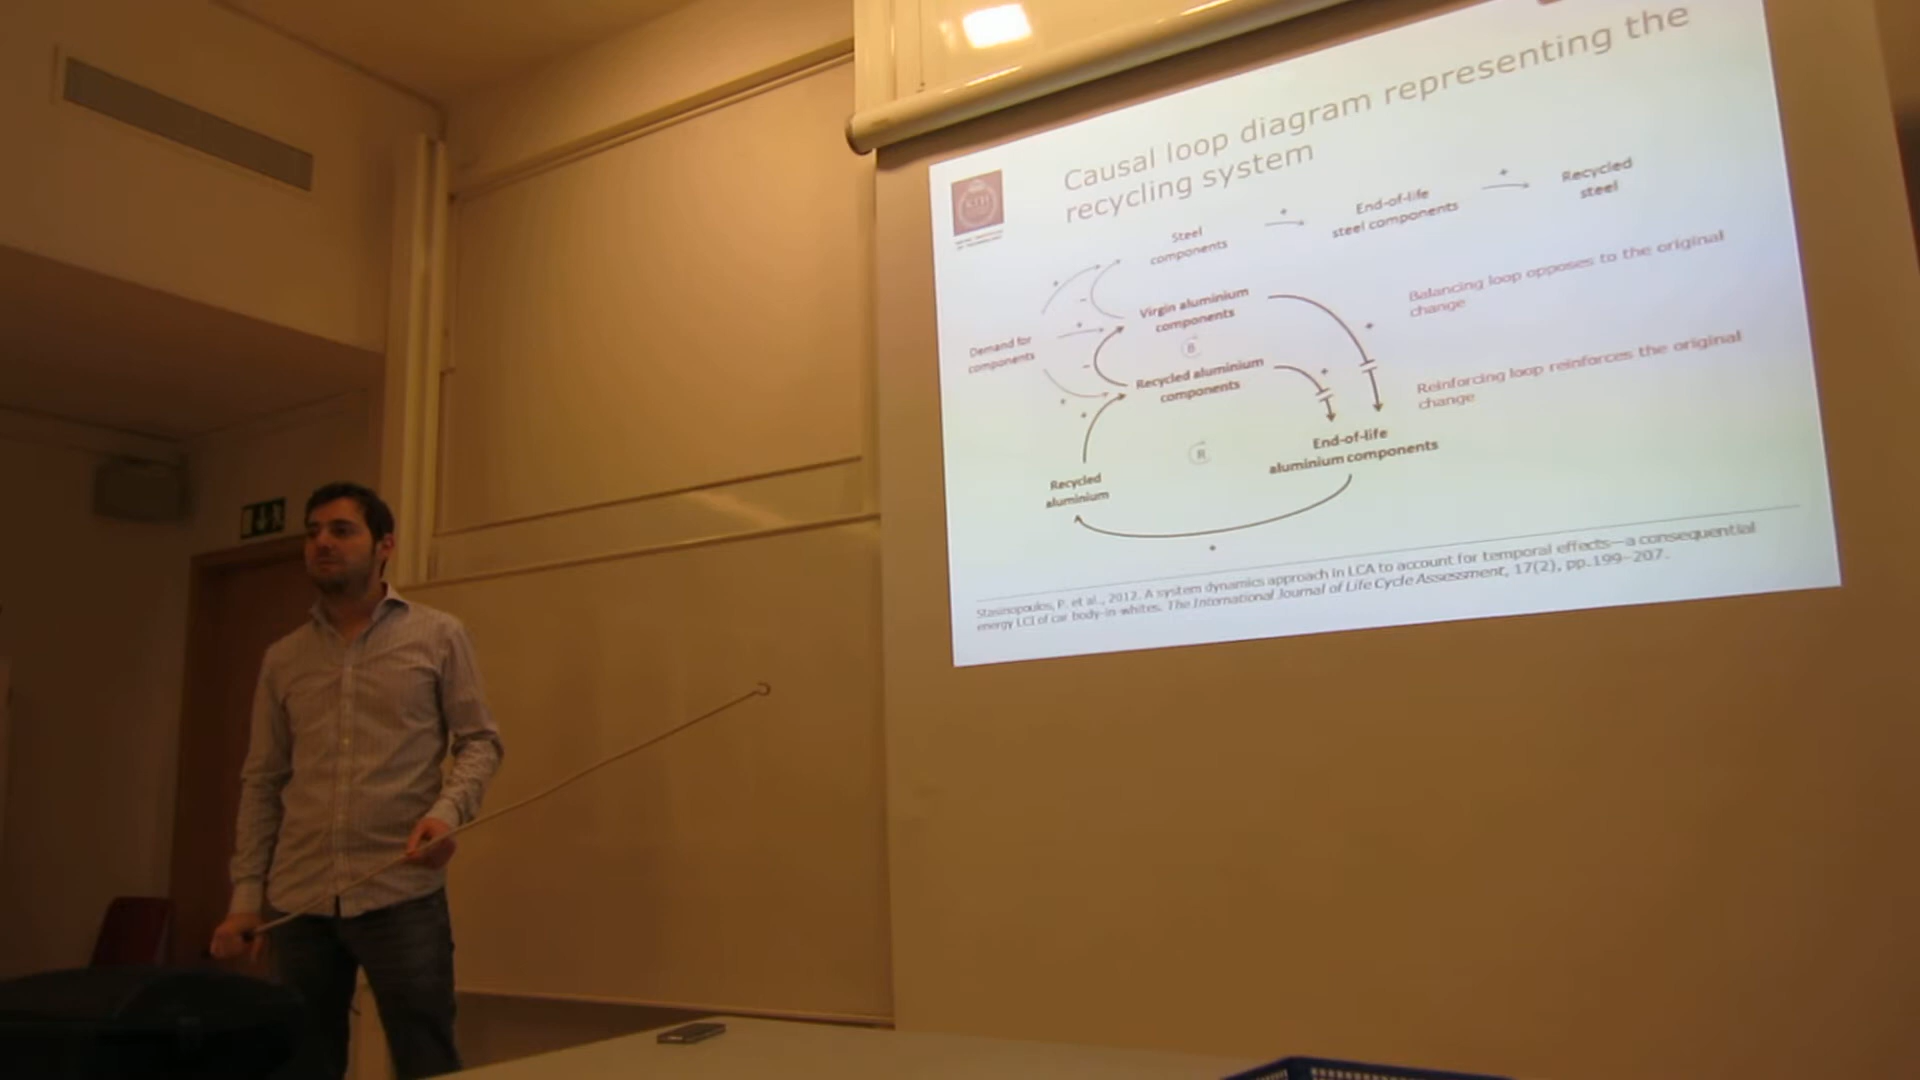 Causal loop diagram representing the
recycling system
KTH
Steel
components
End-of-life
steel components
Recycled
steel
Virgin aluminium
components
Demand for
components
B
Recycled aluminium
components
Balancing loop opposes to the original
change
Reinforcing loop reinforces the original
change
R
End-of-life
aluminium components
Recycled
aluminium
Stasinopoulos, P. et al., 2012. A system dynamics approach in LCA to account for temporal effects—a consequential
energy LCI of car body-in-whites. The International Journal of Life Cycle Assessment, 17(2), pp.199–207.